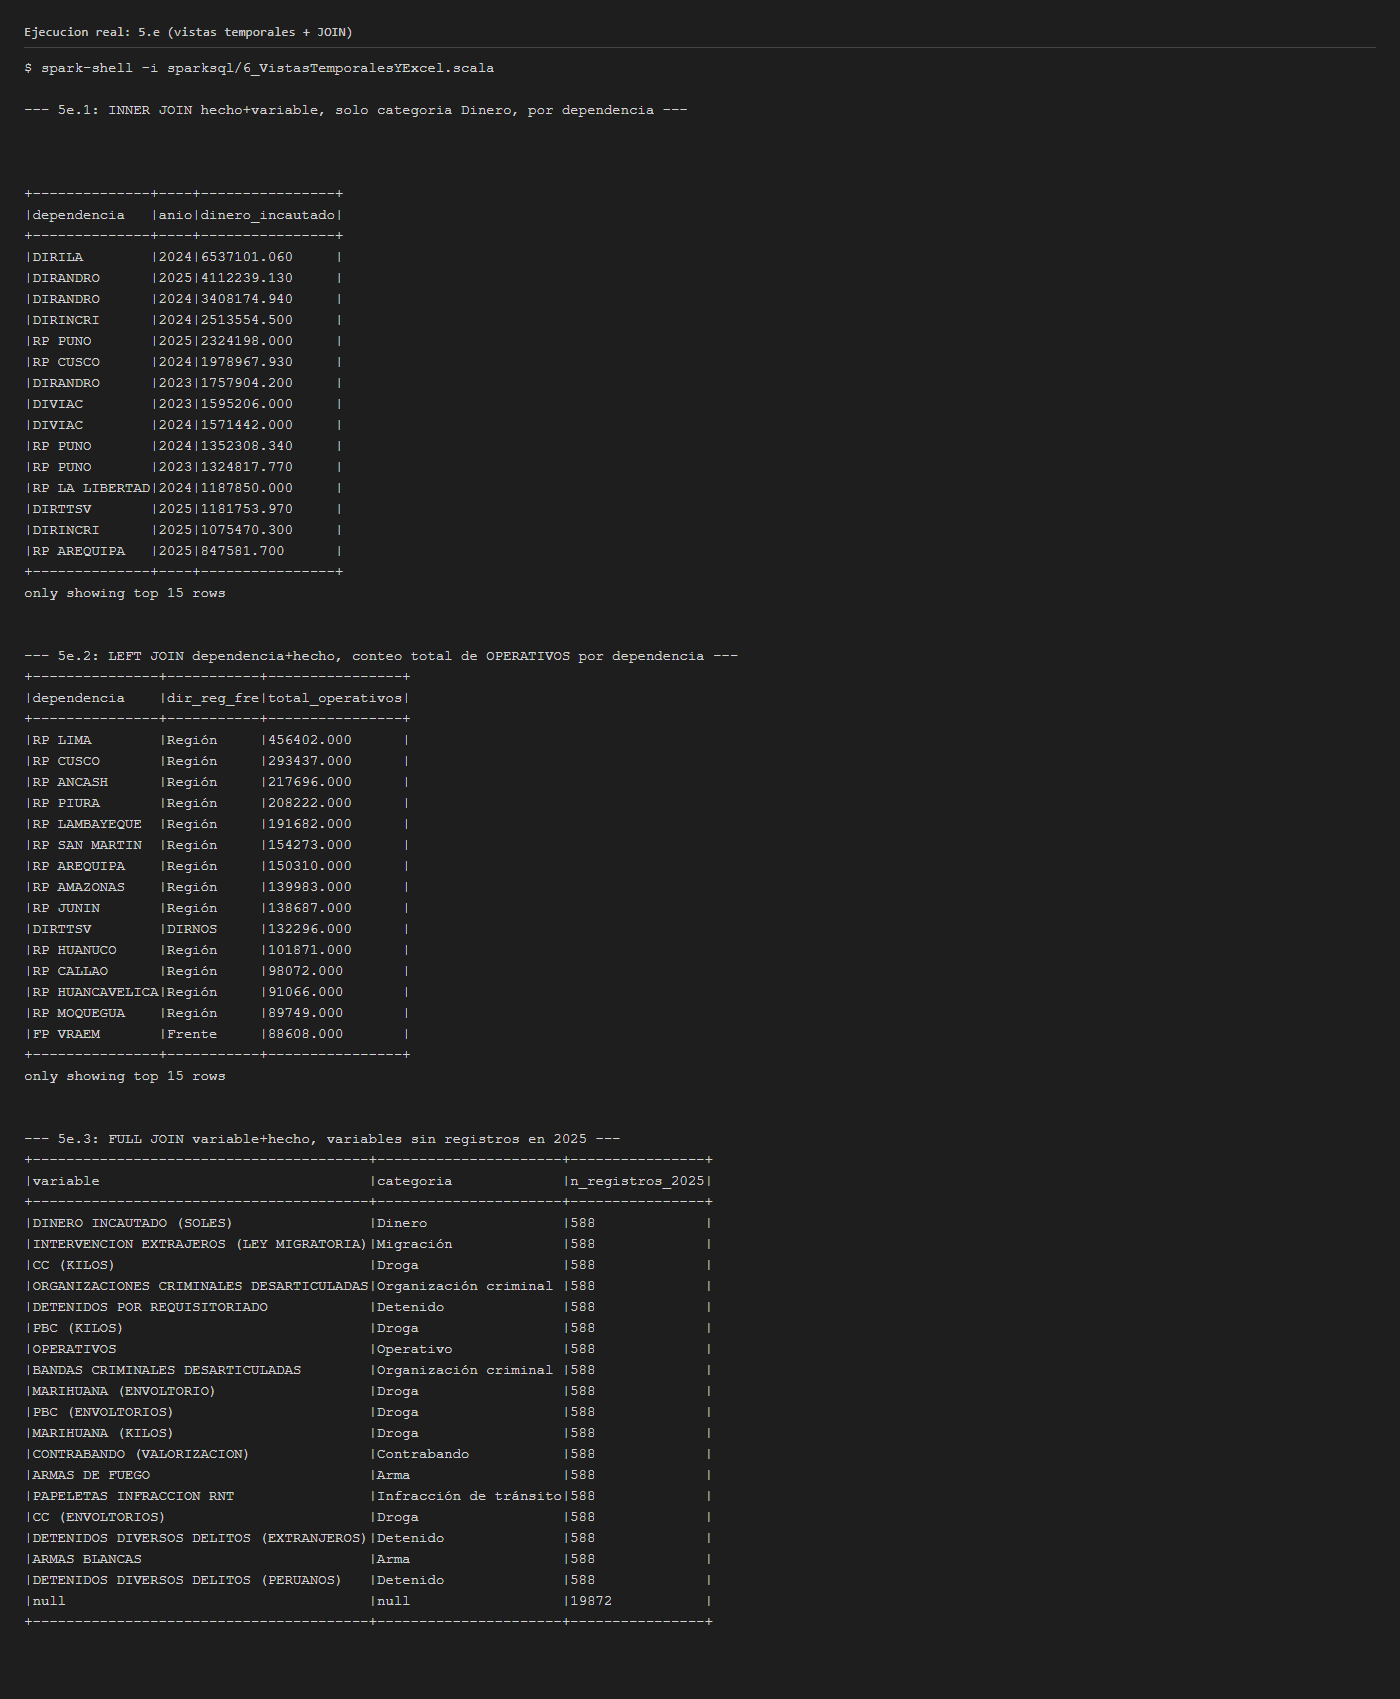 Ejecucion real: 5.e (vistas temporales + JOIN)
$ spark-shell -i sparksql/6_VistasTemporalesYExcel.scala
--- 5e.1: INNER JOIN hecho+variable, solo categoria Dinero, por dependencia ---
+--------------+----+----------------+
|dependencia   |anio|dinero_incautado|
+--------------+----+----------------+
|DIRILA        |2024|6537101.060     |
|DIRANDRO      |2025|4112239.130     |
|DIRANDRO      |2024|3408174.940     |
|DIRINCRI      |2024|2513554.500     |
|RP PUNO       |2025|2324198.000     |
|RP CUSCO      |2024|1978967.930     |
|DIRANDRO      |2023|1757904.200     |
|DIVIAC        |2023|1595206.000     |
|DIVIAC        |2024|1571442.000     |
|RP PUNO       |2024|1352308.340     |
|RP PUNO       |2023|1324817.770     |
|RP LA LIBERTAD|2024|1187850.000     |
|DIRTTSV       |2025|1181753.970     |
|DIRINCRI      |2025|1075470.300     |
|RP AREQUIPA   |2025|847581.700      |
+--------------+----+----------------+
only showing top 15 rows
--- 5e.2: LEFT JOIN dependencia+hecho, conteo total de OPERATIVOS por dependencia ---
+---------------+-----------+----------------+
|dependencia    |dir_reg_fre|total_operativos|
+---------------+-----------+----------------+
|RP LIMA        |Región     |456402.000      |
|RP CUSCO       |Región     |293437.000      |
|RP ANCASH      |Región     |217696.000      |
|RP PIURA       |Región     |208222.000      |
|RP LAMBAYEQUE  |Región     |191682.000      |
|RP SAN MARTIN  |Región     |154273.000      |
|RP AREQUIPA    |Región     |150310.000      |
|RP AMAZONAS    |Región     |139983.000      |
|RP JUNIN       |Región     |138687.000      |
|DIRTTSV        |DIRNOS     |132296.000      |
|RP HUANUCO     |Región     |101871.000      |
|RP CALLAO      |Región     |98072.000       |
|RP HUANCAVELICA|Región     |91066.000       |
|RP MOQUEGUA    |Región     |89749.000       |
|FP VRAEM       |Frente     |88608.000       |
+---------------+-----------+----------------+
only showing top 15 rows
--- 5e.3: FULL JOIN variable+hecho, variables sin registros en 2025 ---
+----------------------------------------+----------------------+----------------+
|variable                                |categoria             |n_registros_2025|
+----------------------------------------+----------------------+----------------+
|DINERO INCAUTADO (SOLES)                |Dinero                |588             |
|INTERVENCION EXTRAJEROS (LEY MIGRATORIA)|Migración             |588             |
|CC (KILOS)                              |Droga                 |588             |
|ORGANIZACIONES CRIMINALES DESARTICULADAS|Organización criminal |588             |
|DETENIDOS POR REQUISITORIADO            |Detenido              |588             |
|PBC (KILOS)                             |Droga                 |588             |
|OPERATIVOS                              |Operativo             |588             |
|BANDAS CRIMINALES DESARTICULADAS        |Organización criminal |588             |
|MARIHUANA (ENVOLTORIO)                  |Droga                 |588             |
|PBC (ENVOLTORIOS)                       |Droga                 |588             |
|MARIHUANA (KILOS)                       |Droga                 |588             |
|CONTRABANDO (VALORIZACION)              |Contrabando           |588             |
|ARMAS DE FUEGO                          |Arma                  |588             |
|PAPELETAS INFRACCION RNT                |Infracción de tránsito|588             |
|CC (ENVOLTORIOS)                        |Droga                 |588             |
|DETENIDOS DIVERSOS DELITOS (EXTRANJEROS)|Detenido              |588             |
|ARMAS BLANCAS                           |Arma                  |588             |
|DETENIDOS DIVERSOS DELITOS (PERUANOS)   |Detenido              |588             |
|null                                    |null                  |19872           |
+----------------------------------------+----------------------+----------------+